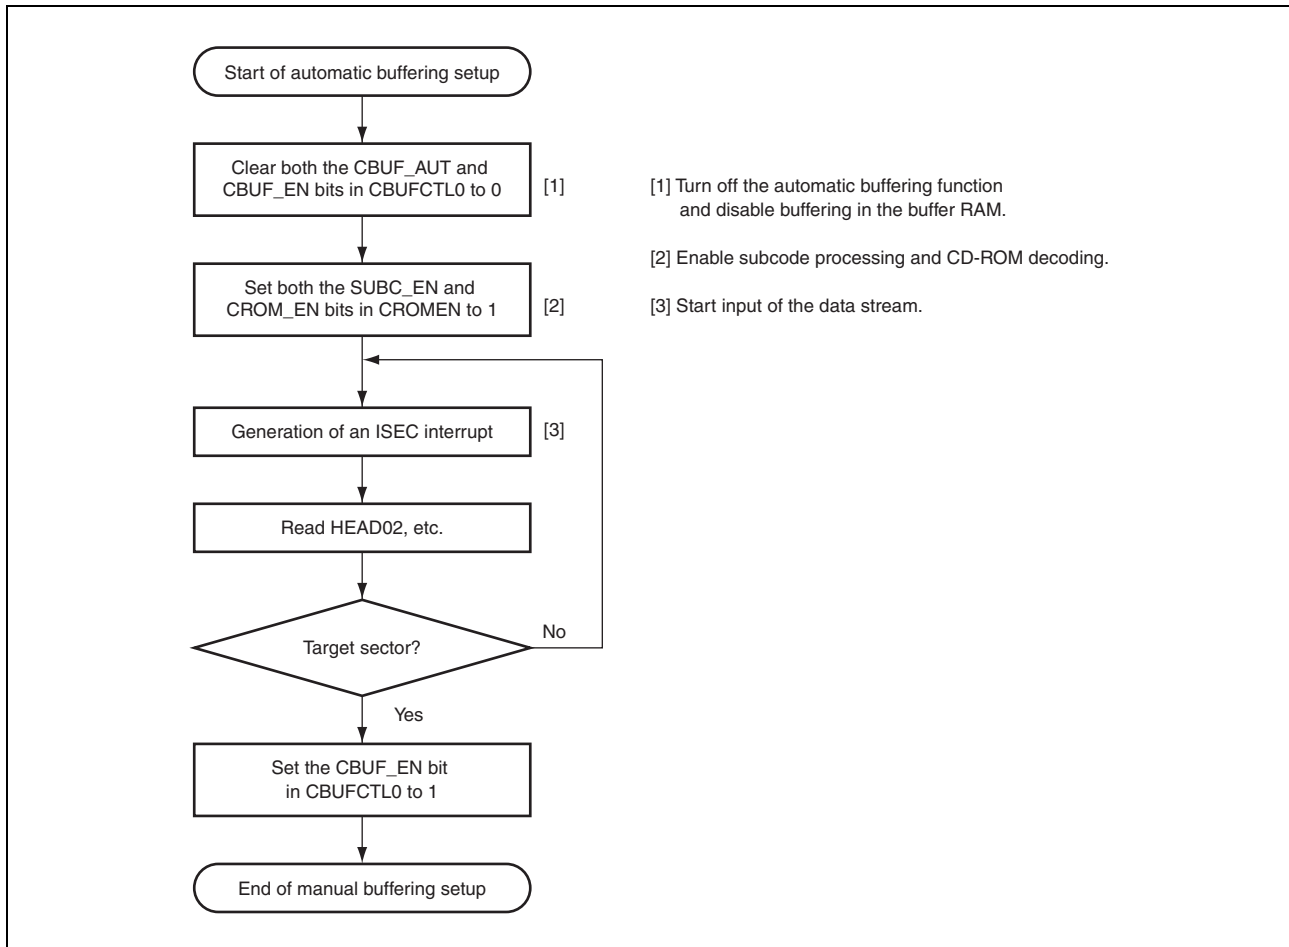 Start of automatic buffering setup
Clear both the CBUF_AUT and
CBUF_EN bits in CBUFCTL0 to 0
[1]
[1] Turn off the automatic buffering function
and disable buffering in the buffer RAM.
[2] Enable subcode processing and CD-ROM decoding.
Set both the SUBC_EN and
CROM_EN bits in CROMEN to 1
[2]
[3] Start input of the data stream.
Generation of an ISEC interrupt
[3]
Read HEAD02, etc.
Target sector?
No
Yes
Set the CBUF_EN bit
in CBUFCTL0 to 1
End of manual buffering setup